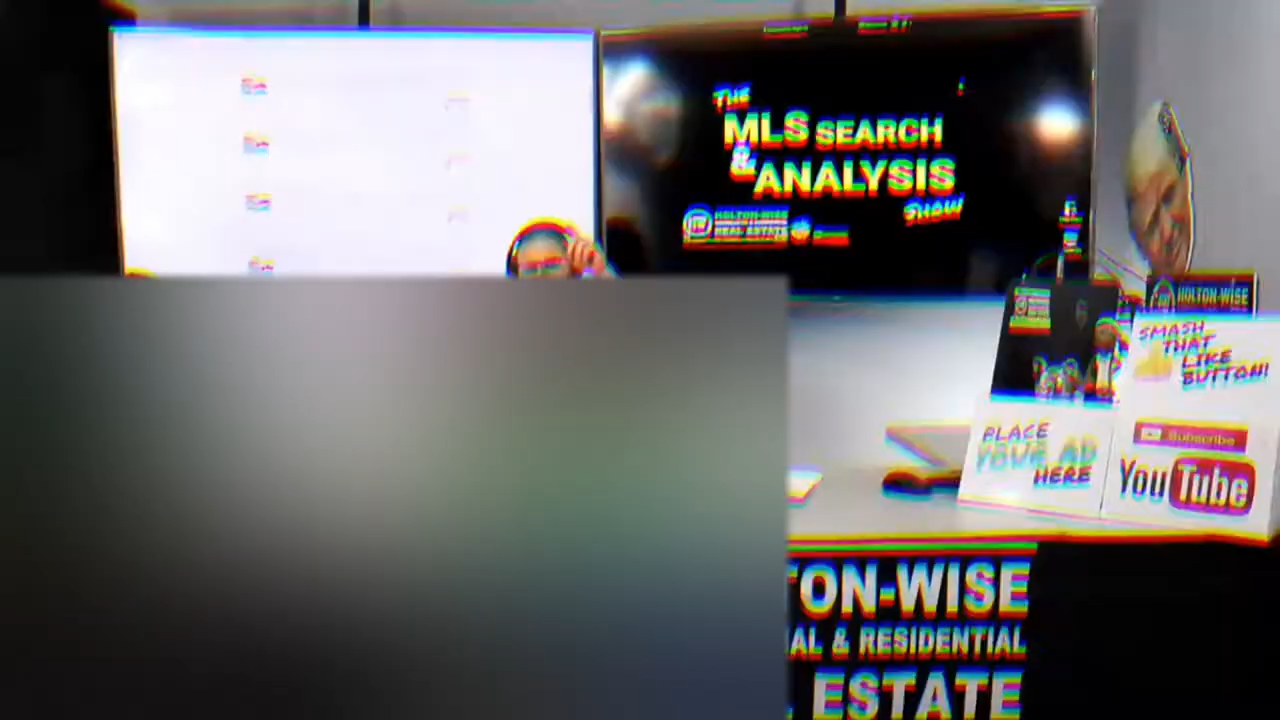 THE
MLS SEARCH
&
ANALYSIS
SHOW
HOLTON-WISE
REAL ESTATE
HOLTON-WISE
SMASH
THAT
LIKE
BUTTON!
PLACE
YOUR AD
HERE
Subscribe
YouTube
TON-WISE
AL & RESIDENTIAL
ESTATE